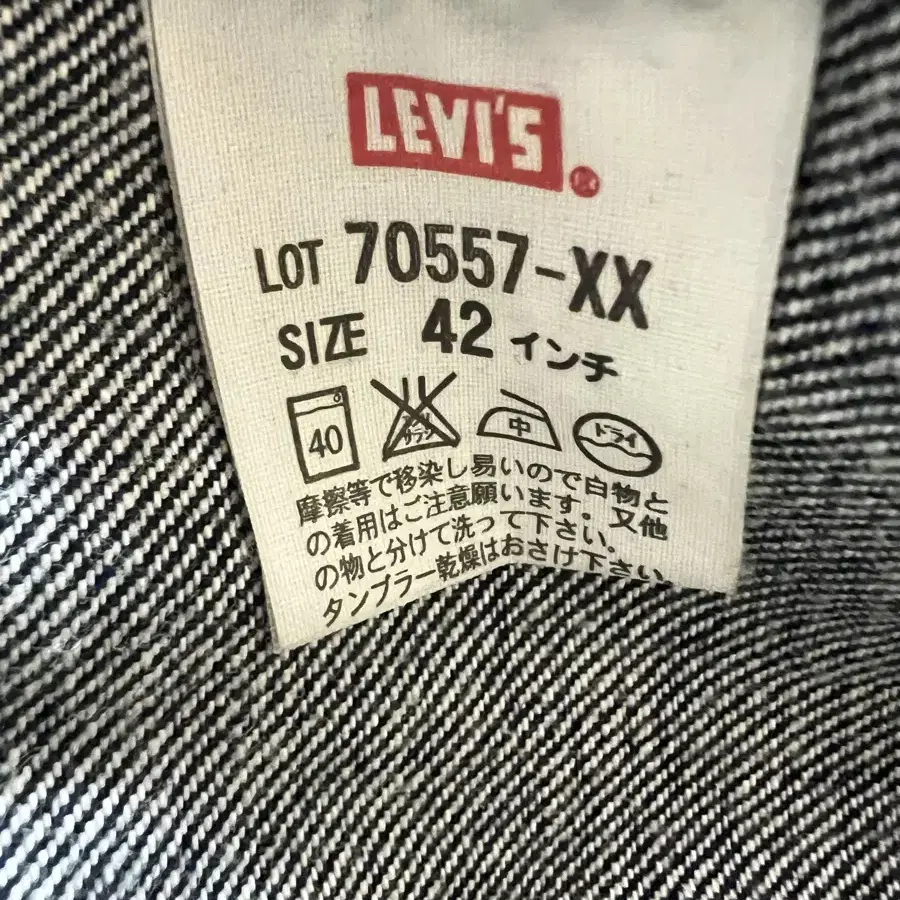 LEVI'S®
LOT 70557-XX
SIZE 42 インチ
40 中 ドライ
摩擦等で移染し易いので白物と
の着用はご注意願います。又他
の物と分けて洗って下さい.
タンブラー乾燥はおさけ下さい.